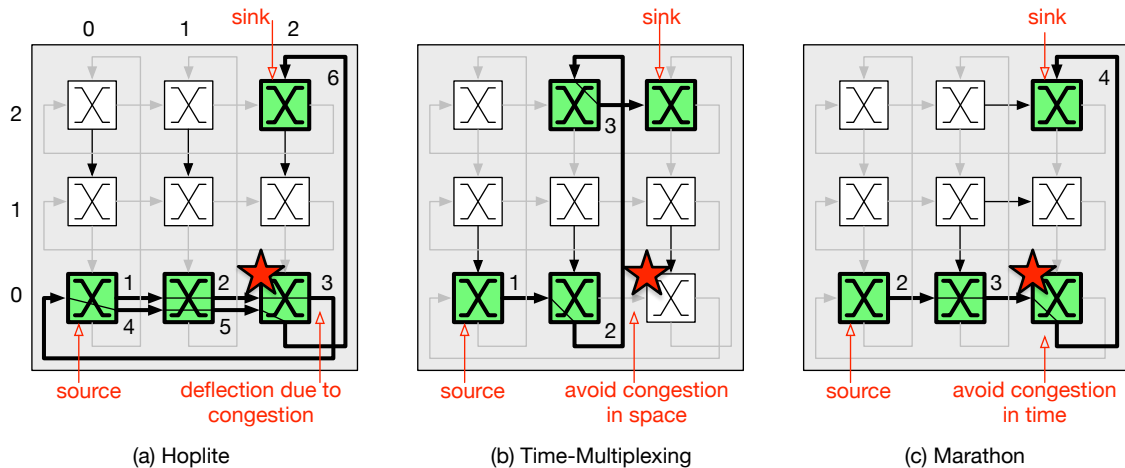 sink
sink
sink
0
1
2
6
4
2
3
1
0
1
2
3
4
5
1
2
2
3
source
deflection due to
congestion
source
avoid congestion
in space
source
avoid congestion
in time
(a) Hoplite
(b) Time-Multiplexing
(c) Marathon